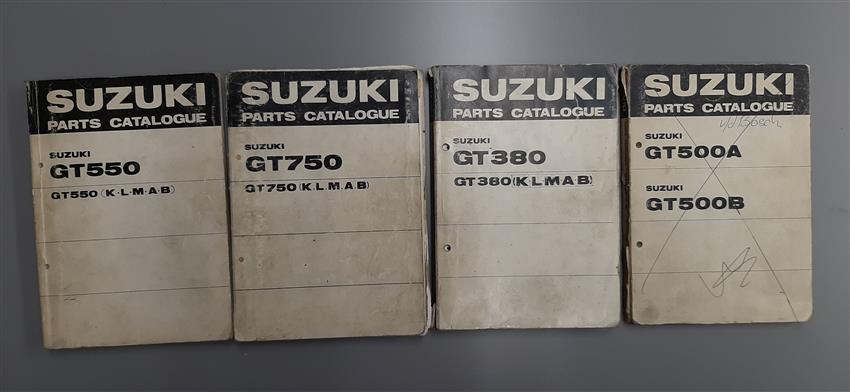 SUZUKI
PARTS CATALOGUE
SUZUKI
GT550
GT550 (K·L·M·A·B)
SUZUKI
PARTS CATALOGUE
SUZUKI
GT750
GT750 (K.L.M.A.B)
SUZUKI
PARTS CATALOGUE
SUZUKI
GT380
GT380 (K·L·M A B)
SUZUKI
PARTS CATALOGUE
SUZUKI
GT500A
SUZUKI
GT500B